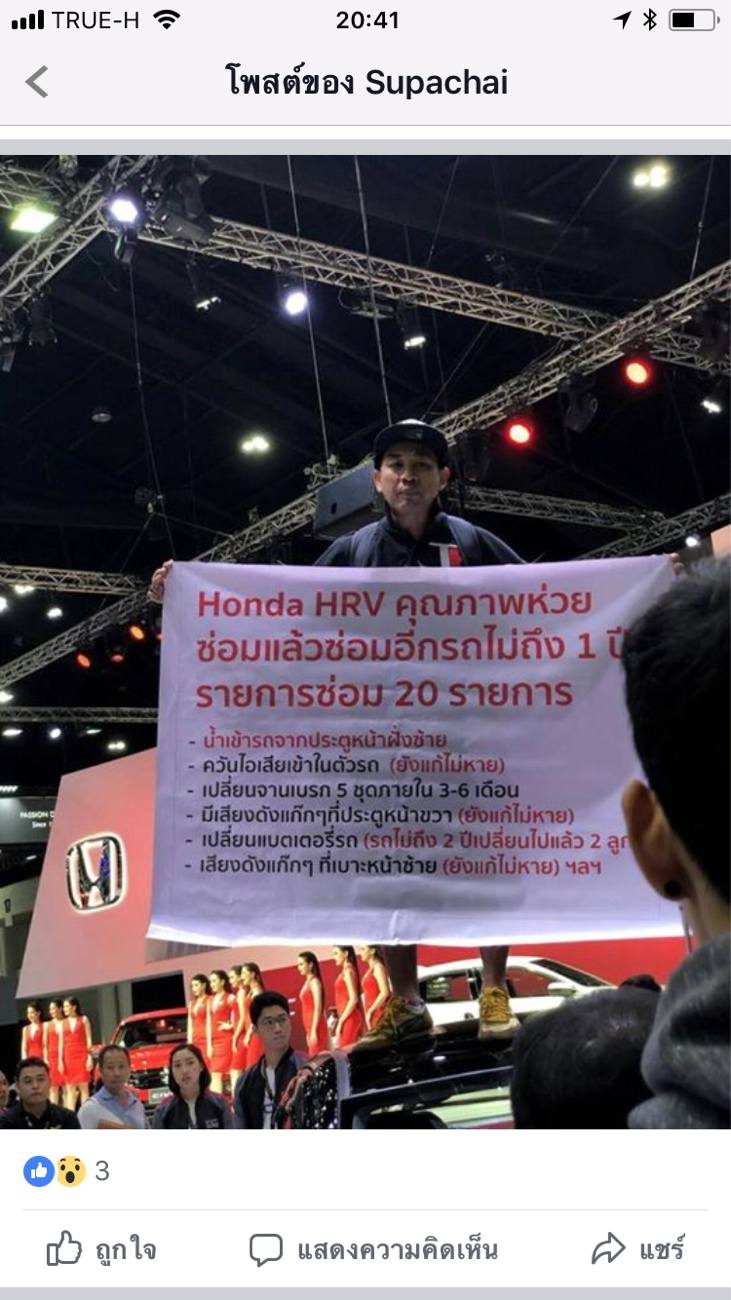 TRUE-H
20:41
โพสต์ของ Supachai
Honda HRV คุณภาพห่วย
ซ่อมแล้วซ่อมอีกรถไม่ถึง 1 ปี
รายการซ่อม 20 รายการ
- น้ำเข้ารถจากประตูหน้าฝั่งซ้าย
- ควันไอเสียเข้าในตัวรถ (ยังแก้ไม่หาย)
- เปลี่ยนจานเบรก 5 ชุดภายใน 3-6 เดือน
- มีเสียงดังแก๊กๆที่ประตูหน้าขวา (ยังแก้ไม่หาย)
- เปลี่ยนแบตเตอรี่รถ (รถไม่ถึง 2 ปีเปลี่ยนไปแล้ว 2 ลูก
- เสียงดังแก๊กๆ ที่เบาะหน้าซ้าย (ยังแก้ไม่หาย) ฯลฯ
PASSION
Since
3
ถูกใจ
แสดงความคิดเห็น
แชร์